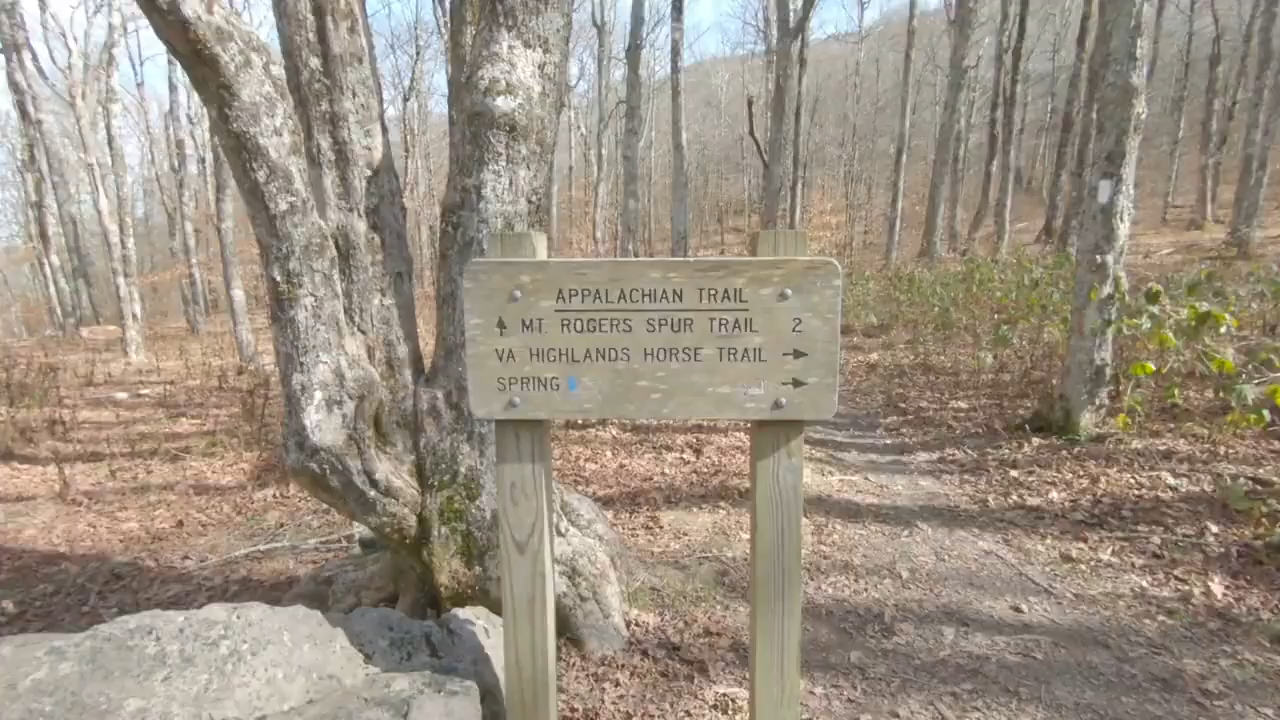 APPALACHIAN TRAIL
↑ MT. ROGERS SPUR TRAIL 2
VA HIGHLANDS HORSE TRAIL →
SPRING →